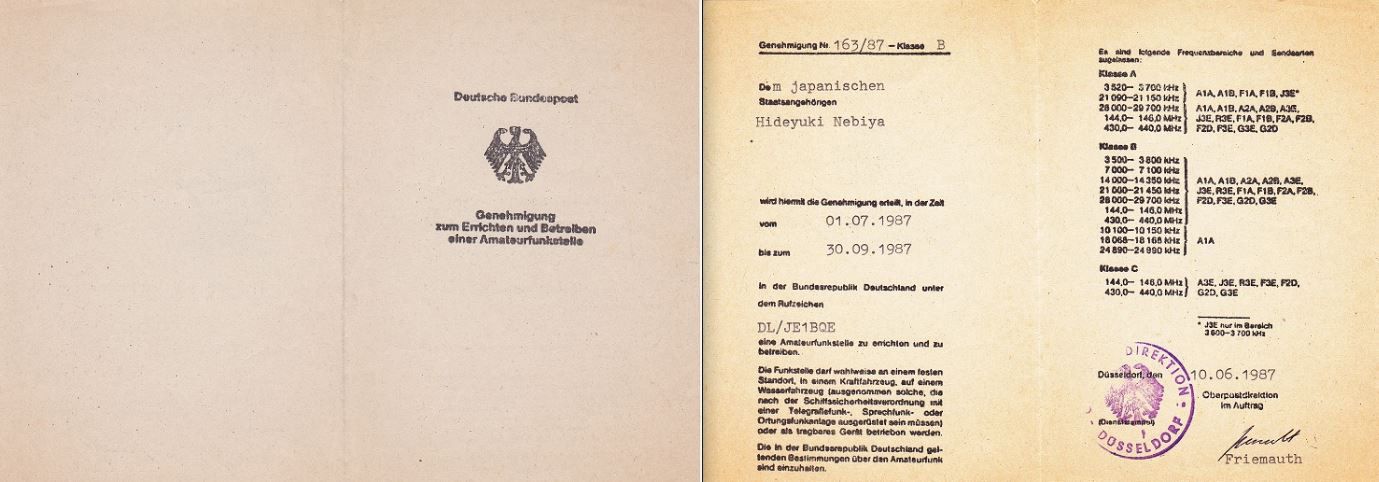 Deutsche Bundespost
Genehmigung
zum Errichten und Betreiben
einer Amateurfunkstelle
Genehmigung Nr. 163/87 – Klasse B
Dem japanischen
Staatsangehörigen
Hideyuki Nebiya
wird hiermit die Genehmigung erteilt, in der Zeit
vom 01.07.1987
bis zum 30.09.1987
in der Bundesrepublik Deutschland unter
dem Rufzeichen
DL/JE1BQE
eine Amateurfunkstelle zu errichten und zu
betreiben.
Die Funkstelle darf wahlweise an einem festen
Standort, in einem Kraftfahrzeug, auf einem
Wasserfahrzeug (ausgenommen solche, die
nach der Schiffssicherheitsverordnung mit
einer Telegrafiefunk-, Sprechfunk- oder
Ortungsfunkanlage ausgerüstet sein müssen)
oder als tragbares Gerät betrieben werden.
Die in der Bundesrepublik Deutschland gel-
tenden Bestimmungen über den Amateurfunk
sind einzuhalten.
Es sind folgende Frequenzbereiche und Sendearten
zugelassen:
Klasse A
3 520– 3 700 kHz
21 090–21 150 kHz
A1A, A1B, F1A, F1B, J3E*
28 000–29 700 kHz
144,0– 146,0 MHz
430,0– 440,0 MHz
A1A, A1B, A2A, A2B, A3E,
J3E, R3E, F1A, F1B, F2A, F2B,
F2D, F3E, G3E, G2D
Klasse B
3 500– 3 800 kHz
7 000– 7 100 kHz
14 000–14 350 kHz
21 000–21 450 kHz
28 000–29 700 kHz
144,0– 146,0 MHz
430,0– 440,0 MHz
A1A, A1B, A2A, A2B, A3E,
J3E, R3E, F1A, F1B, F2A, F2B,
F2D, F3E, G2D, G3E
10 100–10 150 kHz
18 068–18 168 kHz
24 890–24 990 kHz
A1A
Klasse C
144,0– 146,0 MHz
430,0– 440,0 MHz
A3E, J3E, R3E, F3E, F2D,
G2D, G3E
* J3E nur im Bereich
3 600–3 700 kHz
Düsseldorf, den 10.06.1987
Oberpostdirektion
Im Auftrag
(Dienststempel)
DIREKTION
DÜSSELDORF
Friemauth